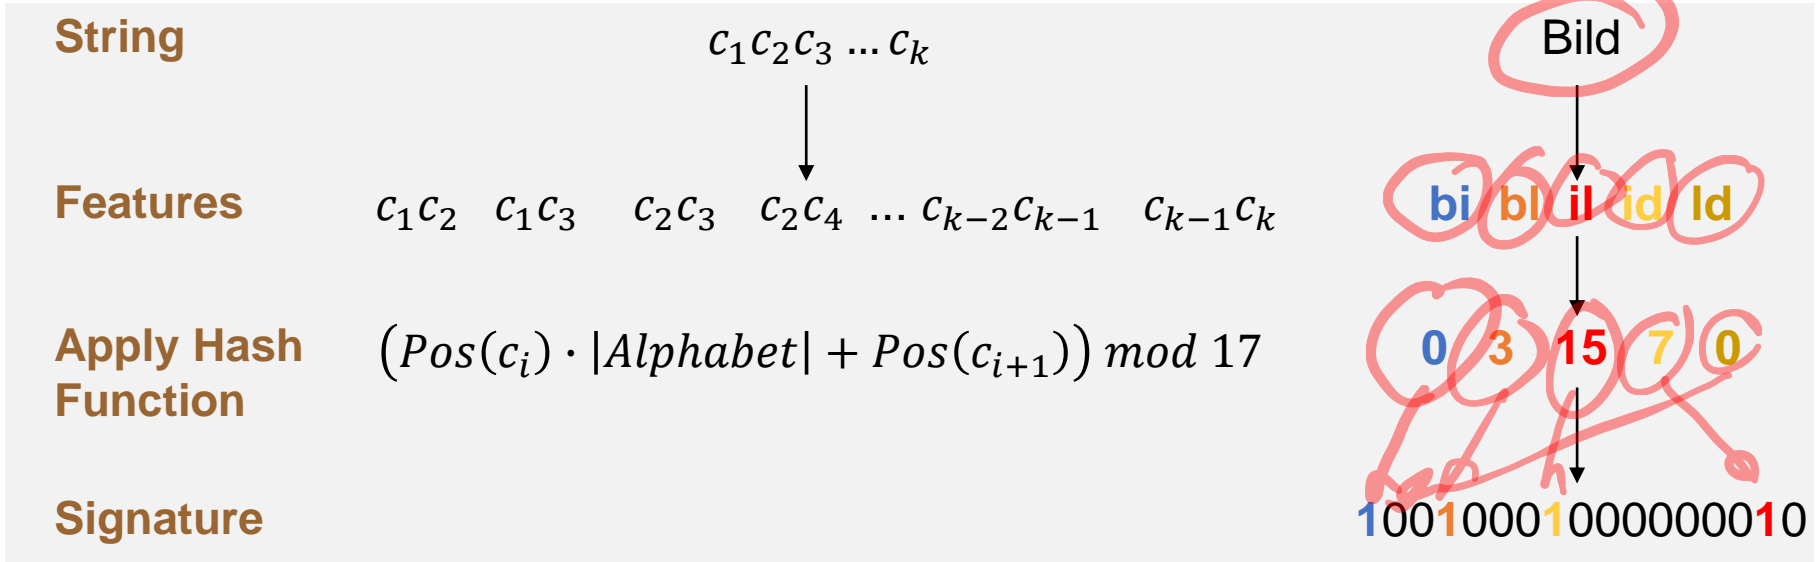 String c₁c₂c₃ … cₖ Bild
Features c₁c₂ c₁c₃ c₂c₃ c₂c₄ … cₖ₋₂cₖ₋₁ cₖ₋₁cₖ bi bl il id ld
Apply Hash (Pos(cᵢ) · |Alphabet| + Pos(cᵢ₊₁)) mod 17 0 3 15 7 0
Function
Signature 10010001000000010